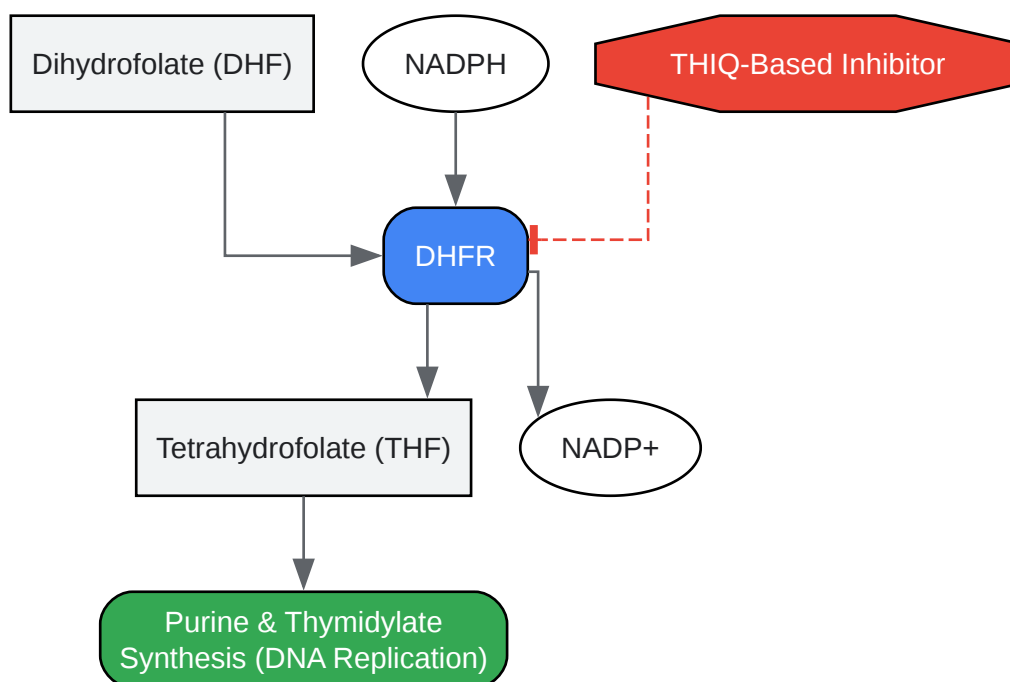 Dihydrofolate (DHF)
NADPH
THIQ-Based Inhibitor
DHFR
Tetrahydrofolate (THF)
NADP+
Purine & Thymidylate
Synthesis (DNA Replication)